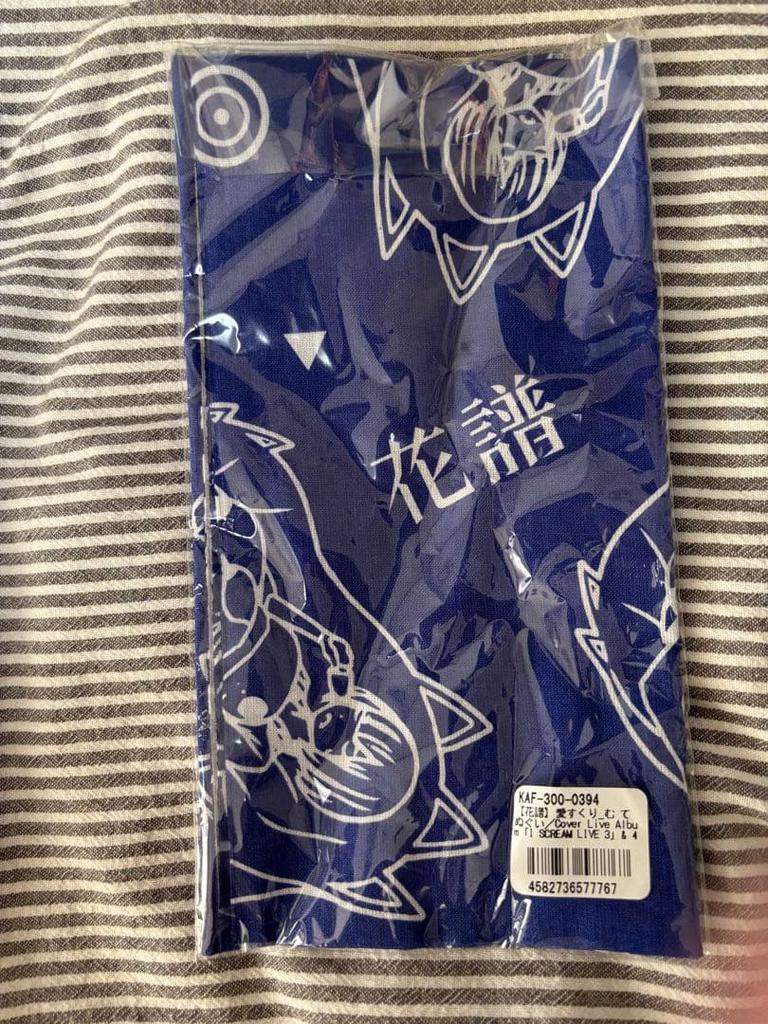 花譜
KAF-300-0394
【花譜】愛すくり_む て
ぬぐい／Cover Live Albu
m「I SCREAM LIVE 3」& 4
4582736577767